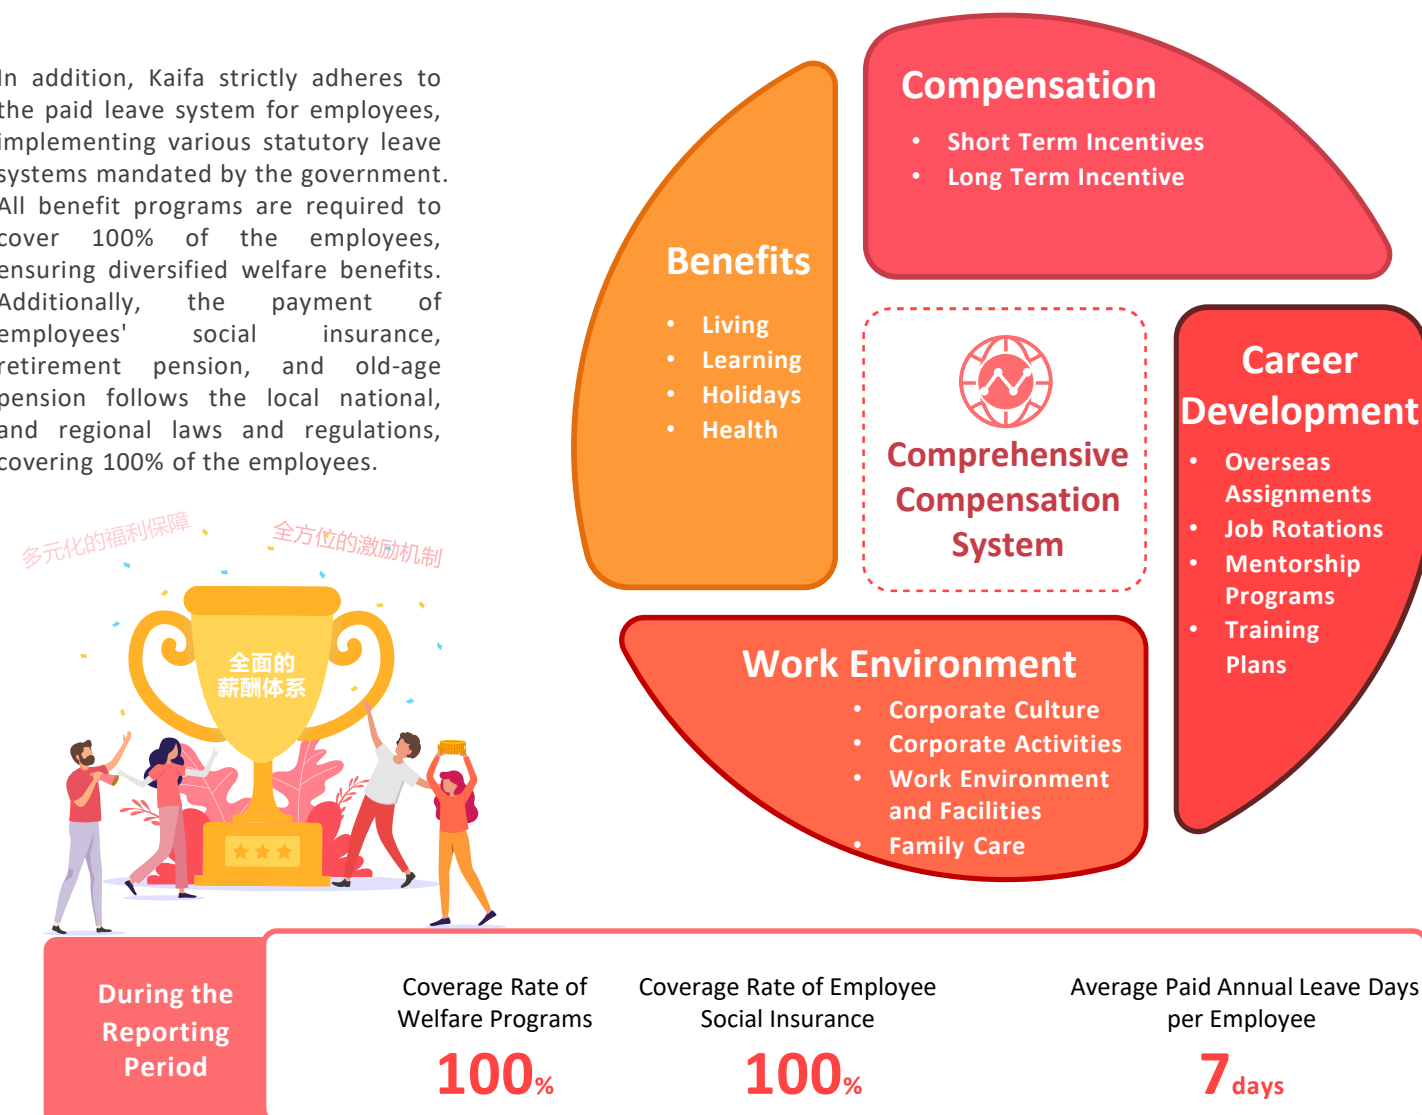 In addition, Kaifa strictly adheres to
the paid leave system for employees,
implementing various statutory leave
systems mandated by the government.
All benefit programs are required to
cover 100% of the employees,
ensuring diversified welfare benefits.
Additionally, the payment of
employees' social insurance,
retirement pension, and old-age
pension follows the local national,
and regional laws and regulations,
covering 100% of the employees.
多元化的福利保障
全方位的激励机制
全面的
薪酬体系
Compensation
• Short Term Incentives
• Long Term Incentive
Benefits
• Living
• Learning
• Holidays
• Health
Comprehensive
Compensation
System
Career
Development
• Overseas
Assignments
• Job Rotations
• Mentorship
Programs
• Training
Plans
Work Environment
• Corporate Culture
• Corporate Activities
• Work Environment
and Facilities
• Family Care
During the
Reporting
Period
Coverage Rate of
Welfare Programs
100%
Coverage Rate of Employee
Social Insurance
100%
Average Paid Annual Leave Days
per Employee
7 days